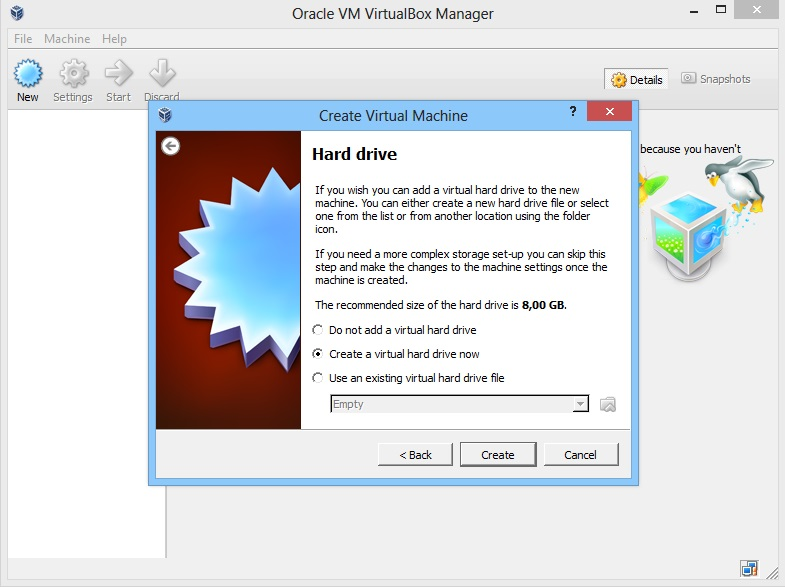 Oracle VM VirtualBox Manager
File Machine Help
New Settings Start Discard
Details Snapshots
because you haven't
Create Virtual Machine
?
Hard drive
If you wish you can add a virtual hard drive to the new
machine. You can either create a new hard drive file or select
one from the list or from another location using the folder
icon.
If you need a more complex storage set-up you can skip this
step and make the changes to the machine settings once the
machine is created.
The recommended size of the hard drive is 8,00 GB.
Do not add a virtual hard drive
Create a virtual hard drive now
Use an existing virtual hard drive file
Empty
< Back Create Cancel